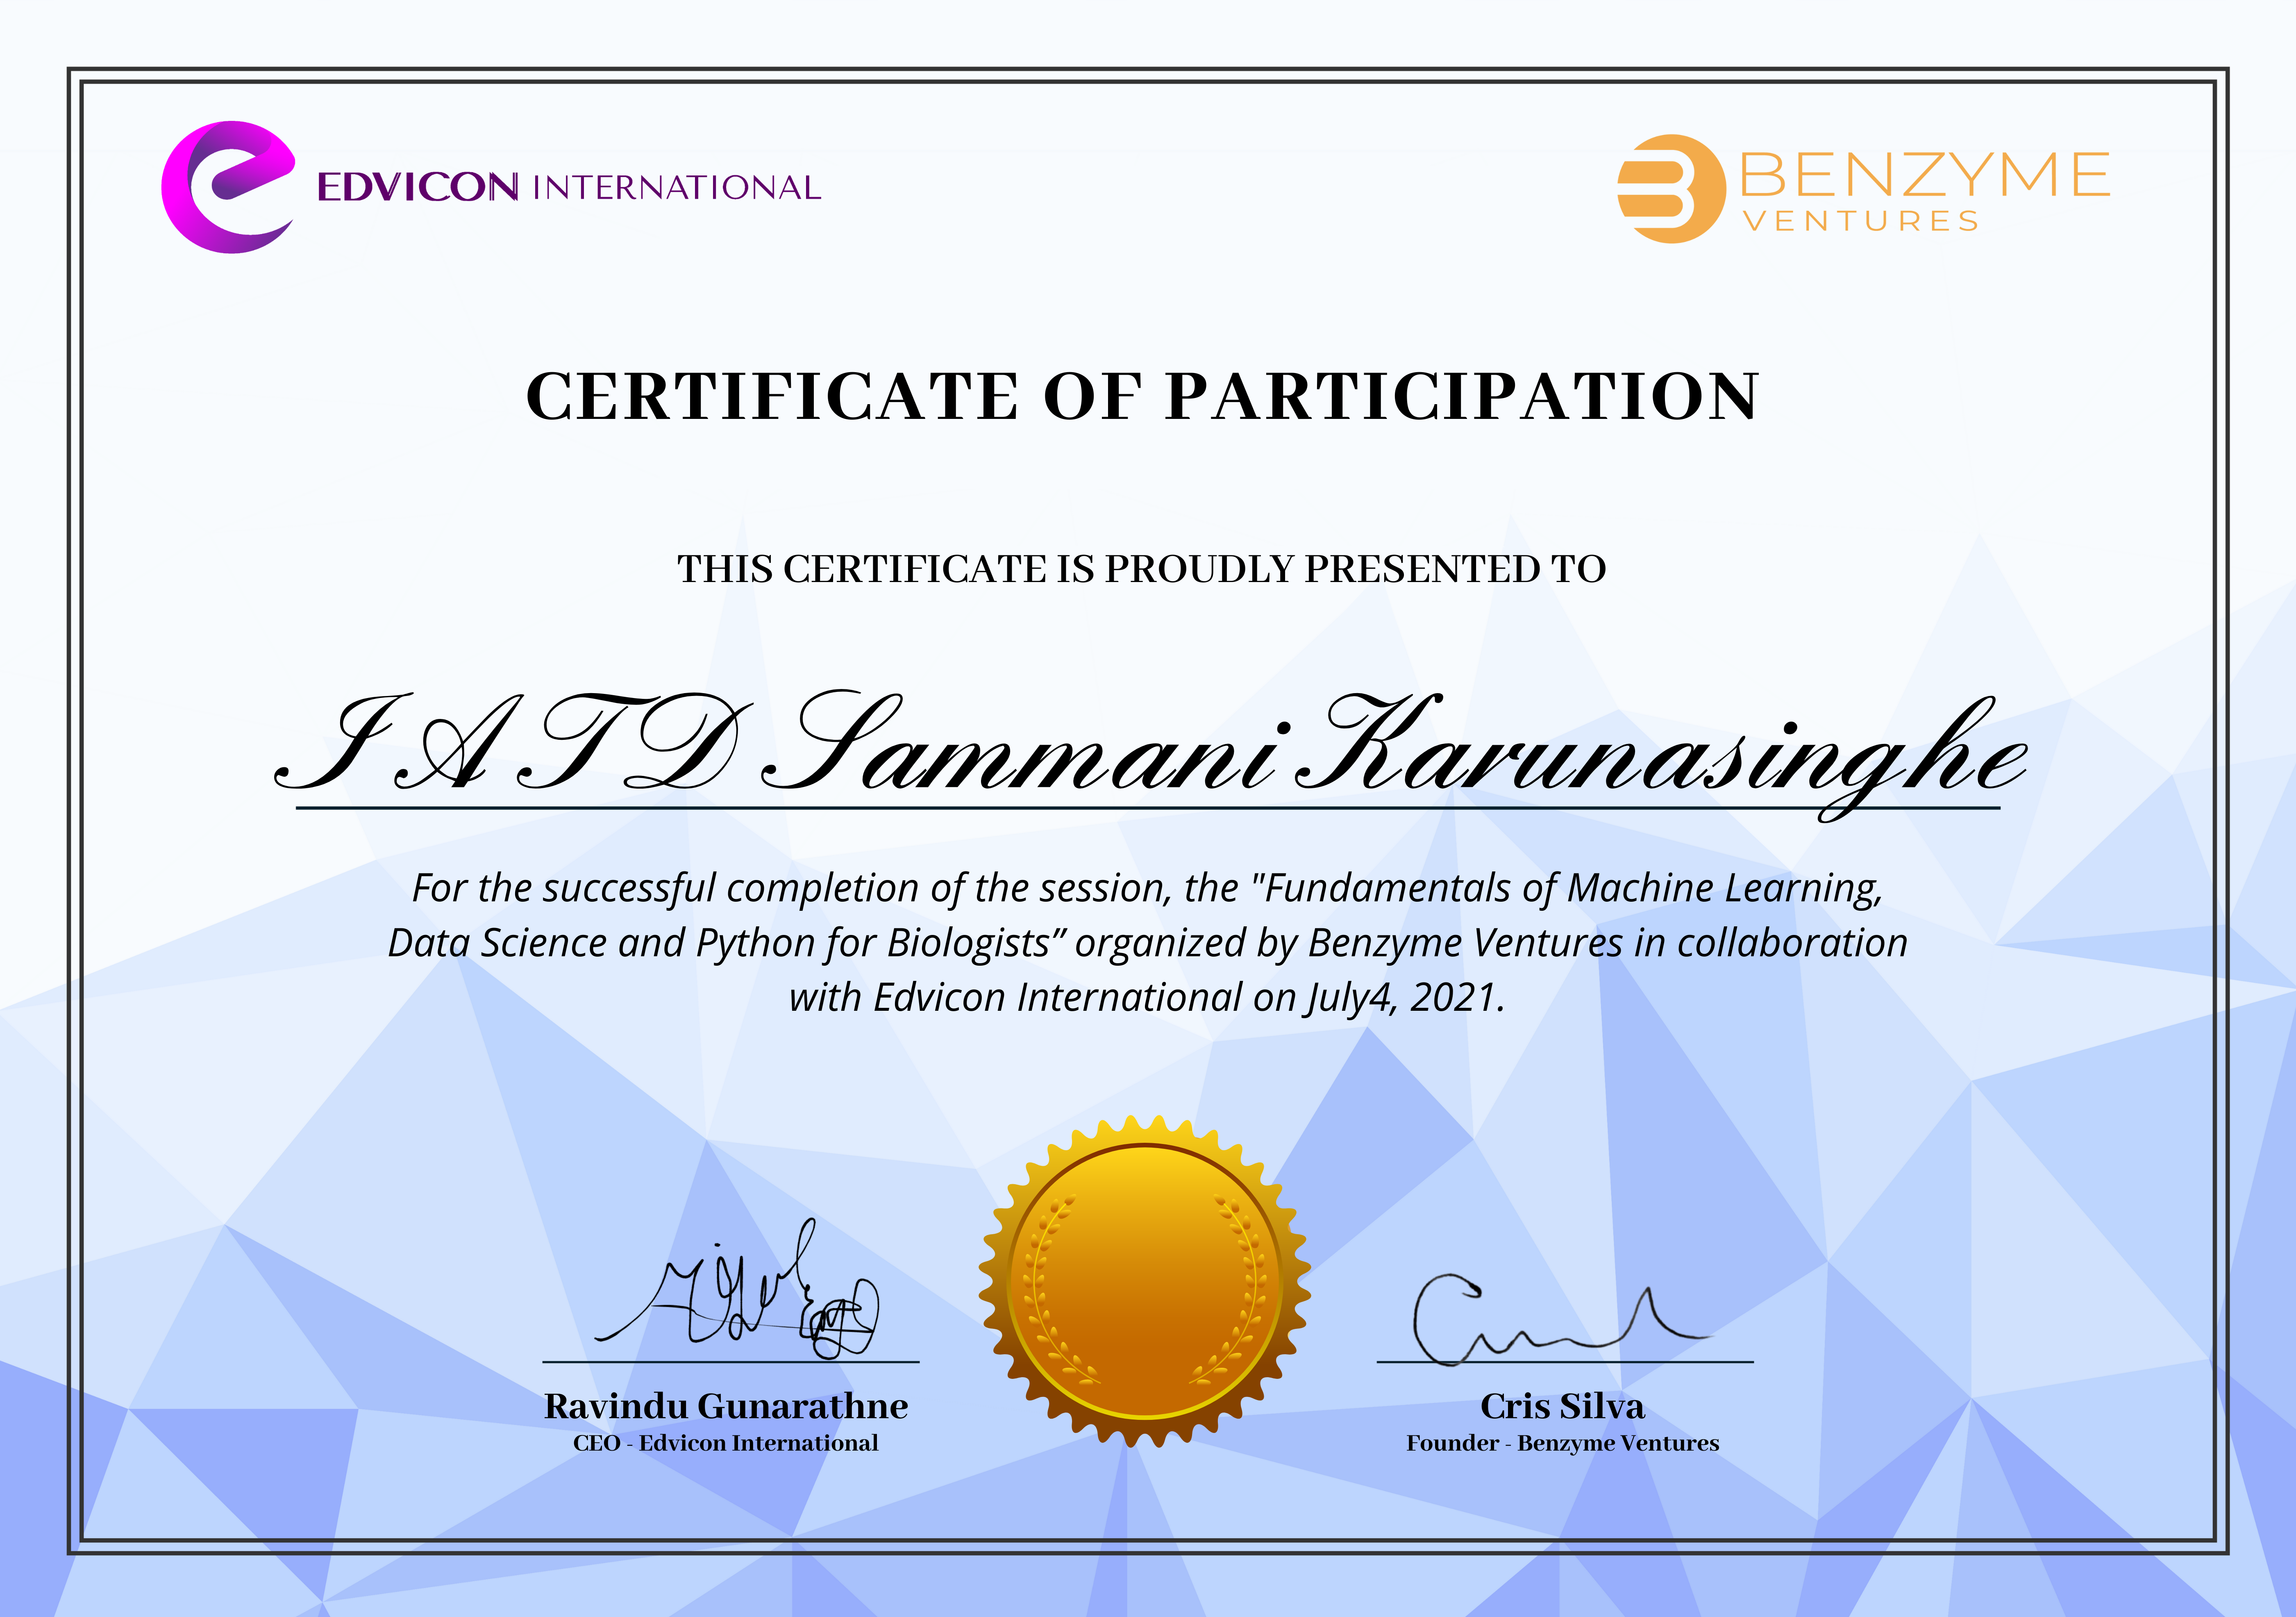 EDVICON INTERNATIONAL
BENZYME
VENTURES
CERTIFICATE OF PARTICIPATION
THIS CERTIFICATE IS PROUDLY PRESENTED TO
I A T D Sammani Karunasinghe
For the successful completion of the session, the "Fundamentals of Machine Learning,
Data Science and Python for Biologists” organized by Benzyme Ventures in collaboration
with Edvicon International on July4, 2021.
Ravindu Gunarathne
CEO - Edvicon International
Cris Silva
Founder - Benzyme Ventures